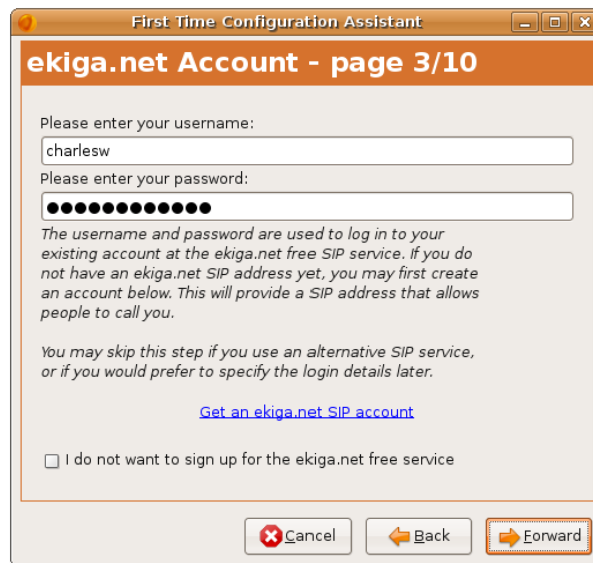 First Time Configuration Assistant
ekiga.net Account - page 3/10
Please enter your username:
charlesw
Please enter your password:
●●●●●●●●●●●●
The username and password are used to log in to your
existing account at the ekiga.net free SIP service. If you do
not have an ekiga.net SIP address yet, you may first create
an account below. This will provide a SIP address that allows
people to call you.
You may skip this step if you use an alternative SIP service,
or if you would prefer to specify the login details later.
Get an ekiga.net SIP account
I do not want to sign up for the ekiga.net free service
Cancel Back Forward